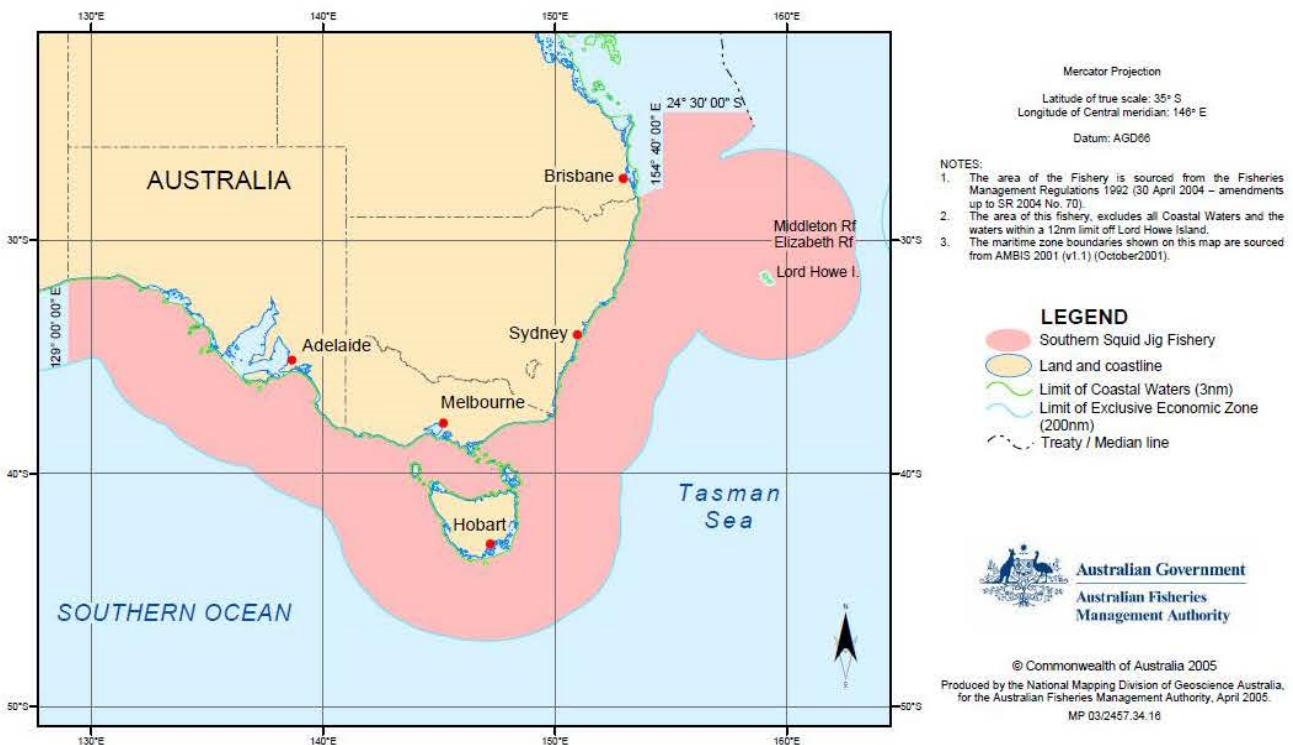 130°E
140°E
150°E
160°E
24° 30' 00" S
154° 40' 00" E
AUSTRALIA
Brisbane
Middleton Rf
Elizabeth Rf
30°S
30°S
Lord Howe I.
129° 00' 00" E
Sydney
Adelaide
Melbourne
40°S
40°S
Tasman
Sea
Hobart
SOUTHERN OCEAN
N
50°S
50°S
130°E
140°E
150°E
160°E
Mercator Projection
Latitude of true scale: 35° S
Longitude of Central meridian: 146° E
Datum: AGD66
NOTES:
1. The area of the Fishery is sourced from the Fisheries
Management Regulations 1992 (30 April 2004 – amendments
up to SR 2004 No. 70).
2. The area of this fishery, excludes all Coastal Waters and the
waters within a 12nm limit off Lord Howe Island.
3. The maritime zone boundaries shown on this map are sourced
from AMBIS 2001 (v1.1) (October2001).
LEGEND
Southern Squid Jig Fishery
Land and coastline
Limit of Coastal Waters (3nm)
Limit of Exclusive Economic Zone
(200nm)
Treaty / Median line
Australian Government
Australian Fisheries
Management Authority
© Commonwealth of Australia 2005
Produced by the National Mapping Division of Geoscience Australia,
for the Australian Fisheries Management Authority, April 2005.
MP 03/2457.34.16